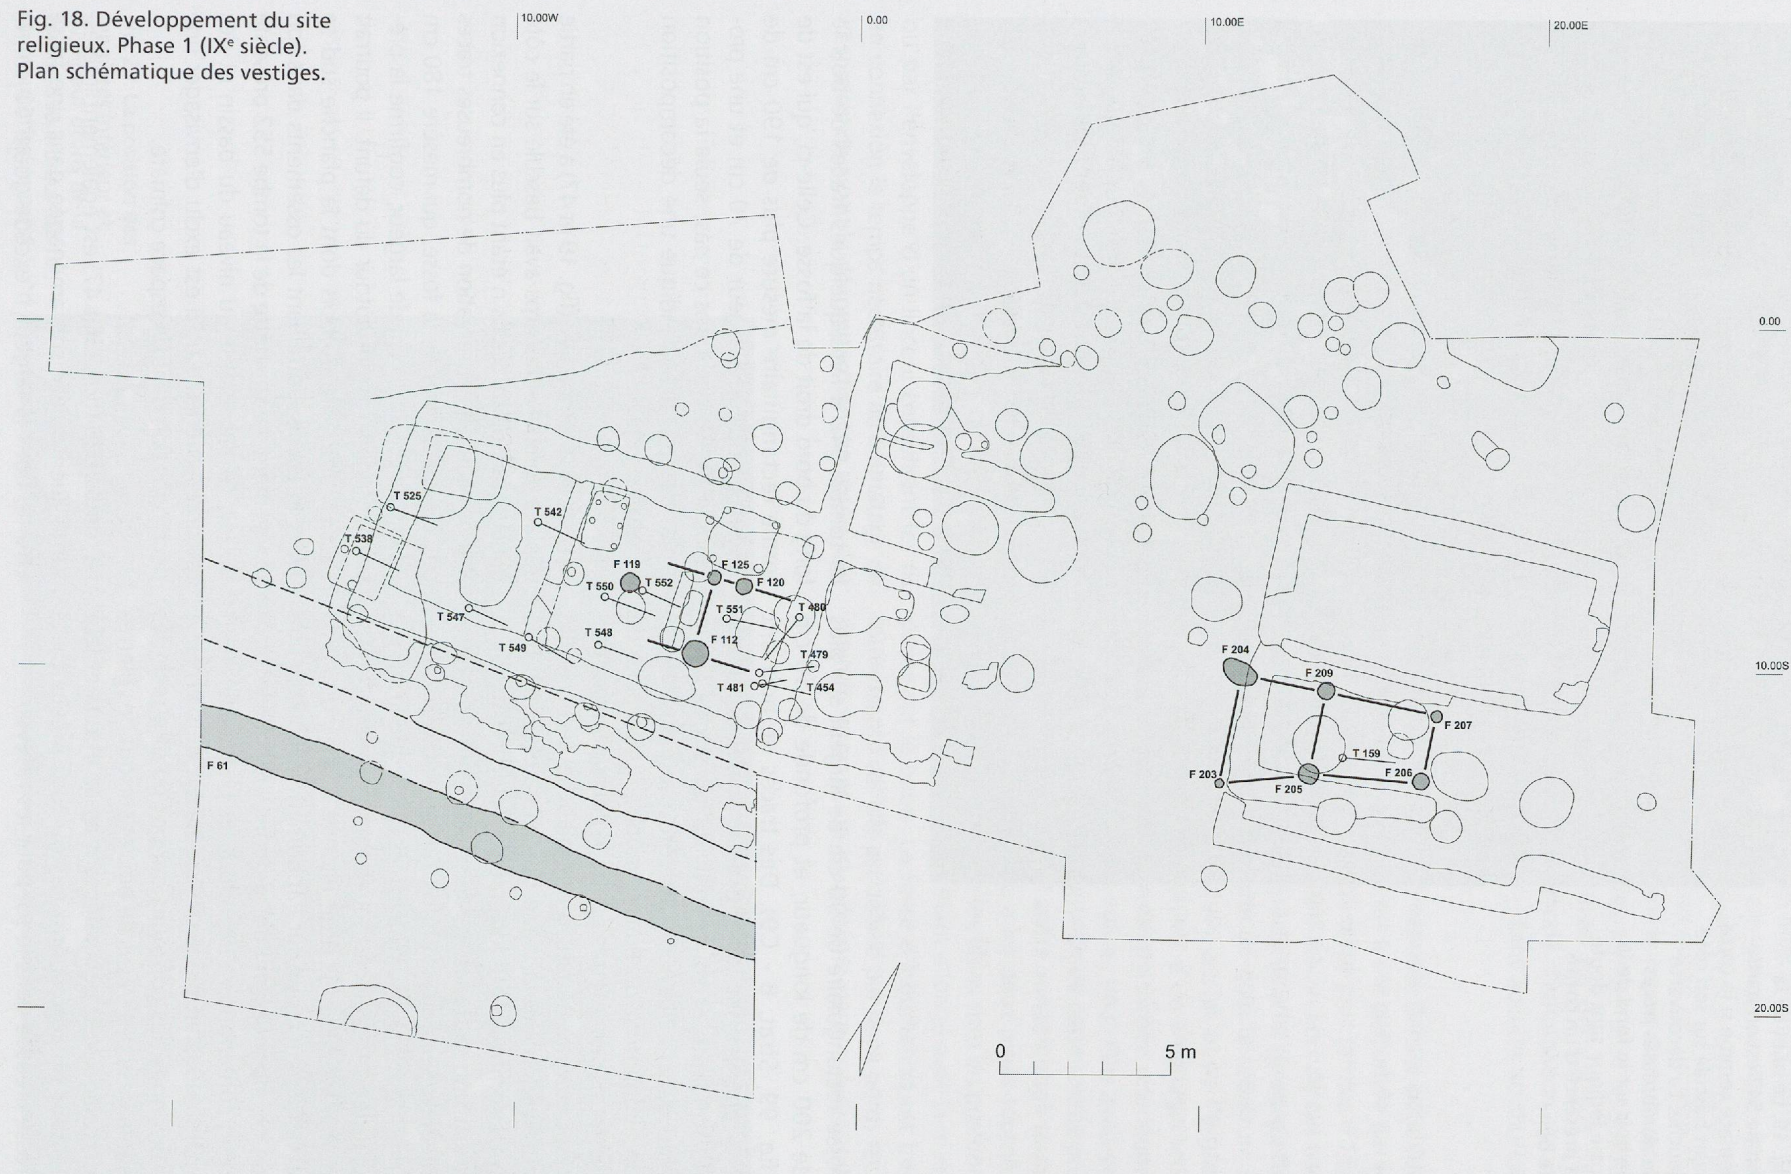 Fig. 18. Développement du site
religieux. Phase 1 (IXe siècle).
Plan schématique des vestiges.
10.00W
0.00
10.00E
20.00E
0.00
T 525
T 542
T 538
F 119
F 125
T 552
F 120
T 550
T 551
T 480
T 547
T 548
F 112
T 549
T 479
T 481
T 454
F 204
F 209
10.00S
F 207
T 159
F 61
F 203
F 206
F 205
20.00S
0
5 m